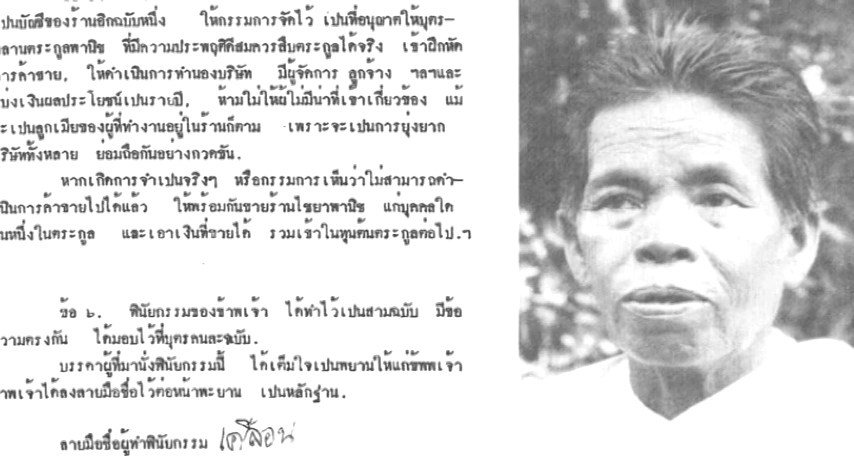 ปนบัญชีของร้านอีกฉบับหนึ่ง ให้กรรมการจัดไว้ เปนที่อนุญาตให้บุตร—
ลานตระกูลพานิช ที่มีความประพฤติดีสมควรสืบตระกูลได้จริง เข้าฝึกหัด
การค้าขาย, ให้ดำเนินการทำนองบริษัท มีผู้จัดการ ลูกจ้าง ฯลฯและ
บ่งเงินผลประโยชน์เปนรายปี, ห้ามไม่ให้ผู้ไม่มีน่าที่เข้าเกี่ยวข้อง แม้
ะเปนลูกเมียของผู้ที่ทำงานอยู่ในร้านก็ตาม เพราะจะเปนการยุ่งยาก
ริษัททั้งหลาย ย่อมถือกันอย่างกวดขัน.
หากเกิดการจำเปนจริงๆ หรือกรรมการเห็นว่าไม่สามารถดำ—
เนินการค้าขายไปได้แล้ว ให้พร้อมกันขายร้านไชยาพานิช แก่บุคคลใด
นหนึ่งในตระกูล และเอาเงินที่ขายได้ รวมเข้าในทุนต้นตระกูลต่อไป.ฯ
ข้อ ๖. พินัยกรรมของข้าพเจ้า ได้ทำไว้เปนสามฉบับ มีข้อ
วามตรงกัน ได้มอบไว้ที่บุตรคนละฉบับ.
บรรดาผู้ที่มานั่งพินัยกรรมนี้ ได้เต็มใจเปนพยานให้แก่ข้าพเจ้า
าพเจ้าได้ลงลายมือชื่อไว้ต่อหน้าพะยาน เปนหลักฐาน.
ลายมือชื่อผู้ทำพินัยกรรม เคลื่อน